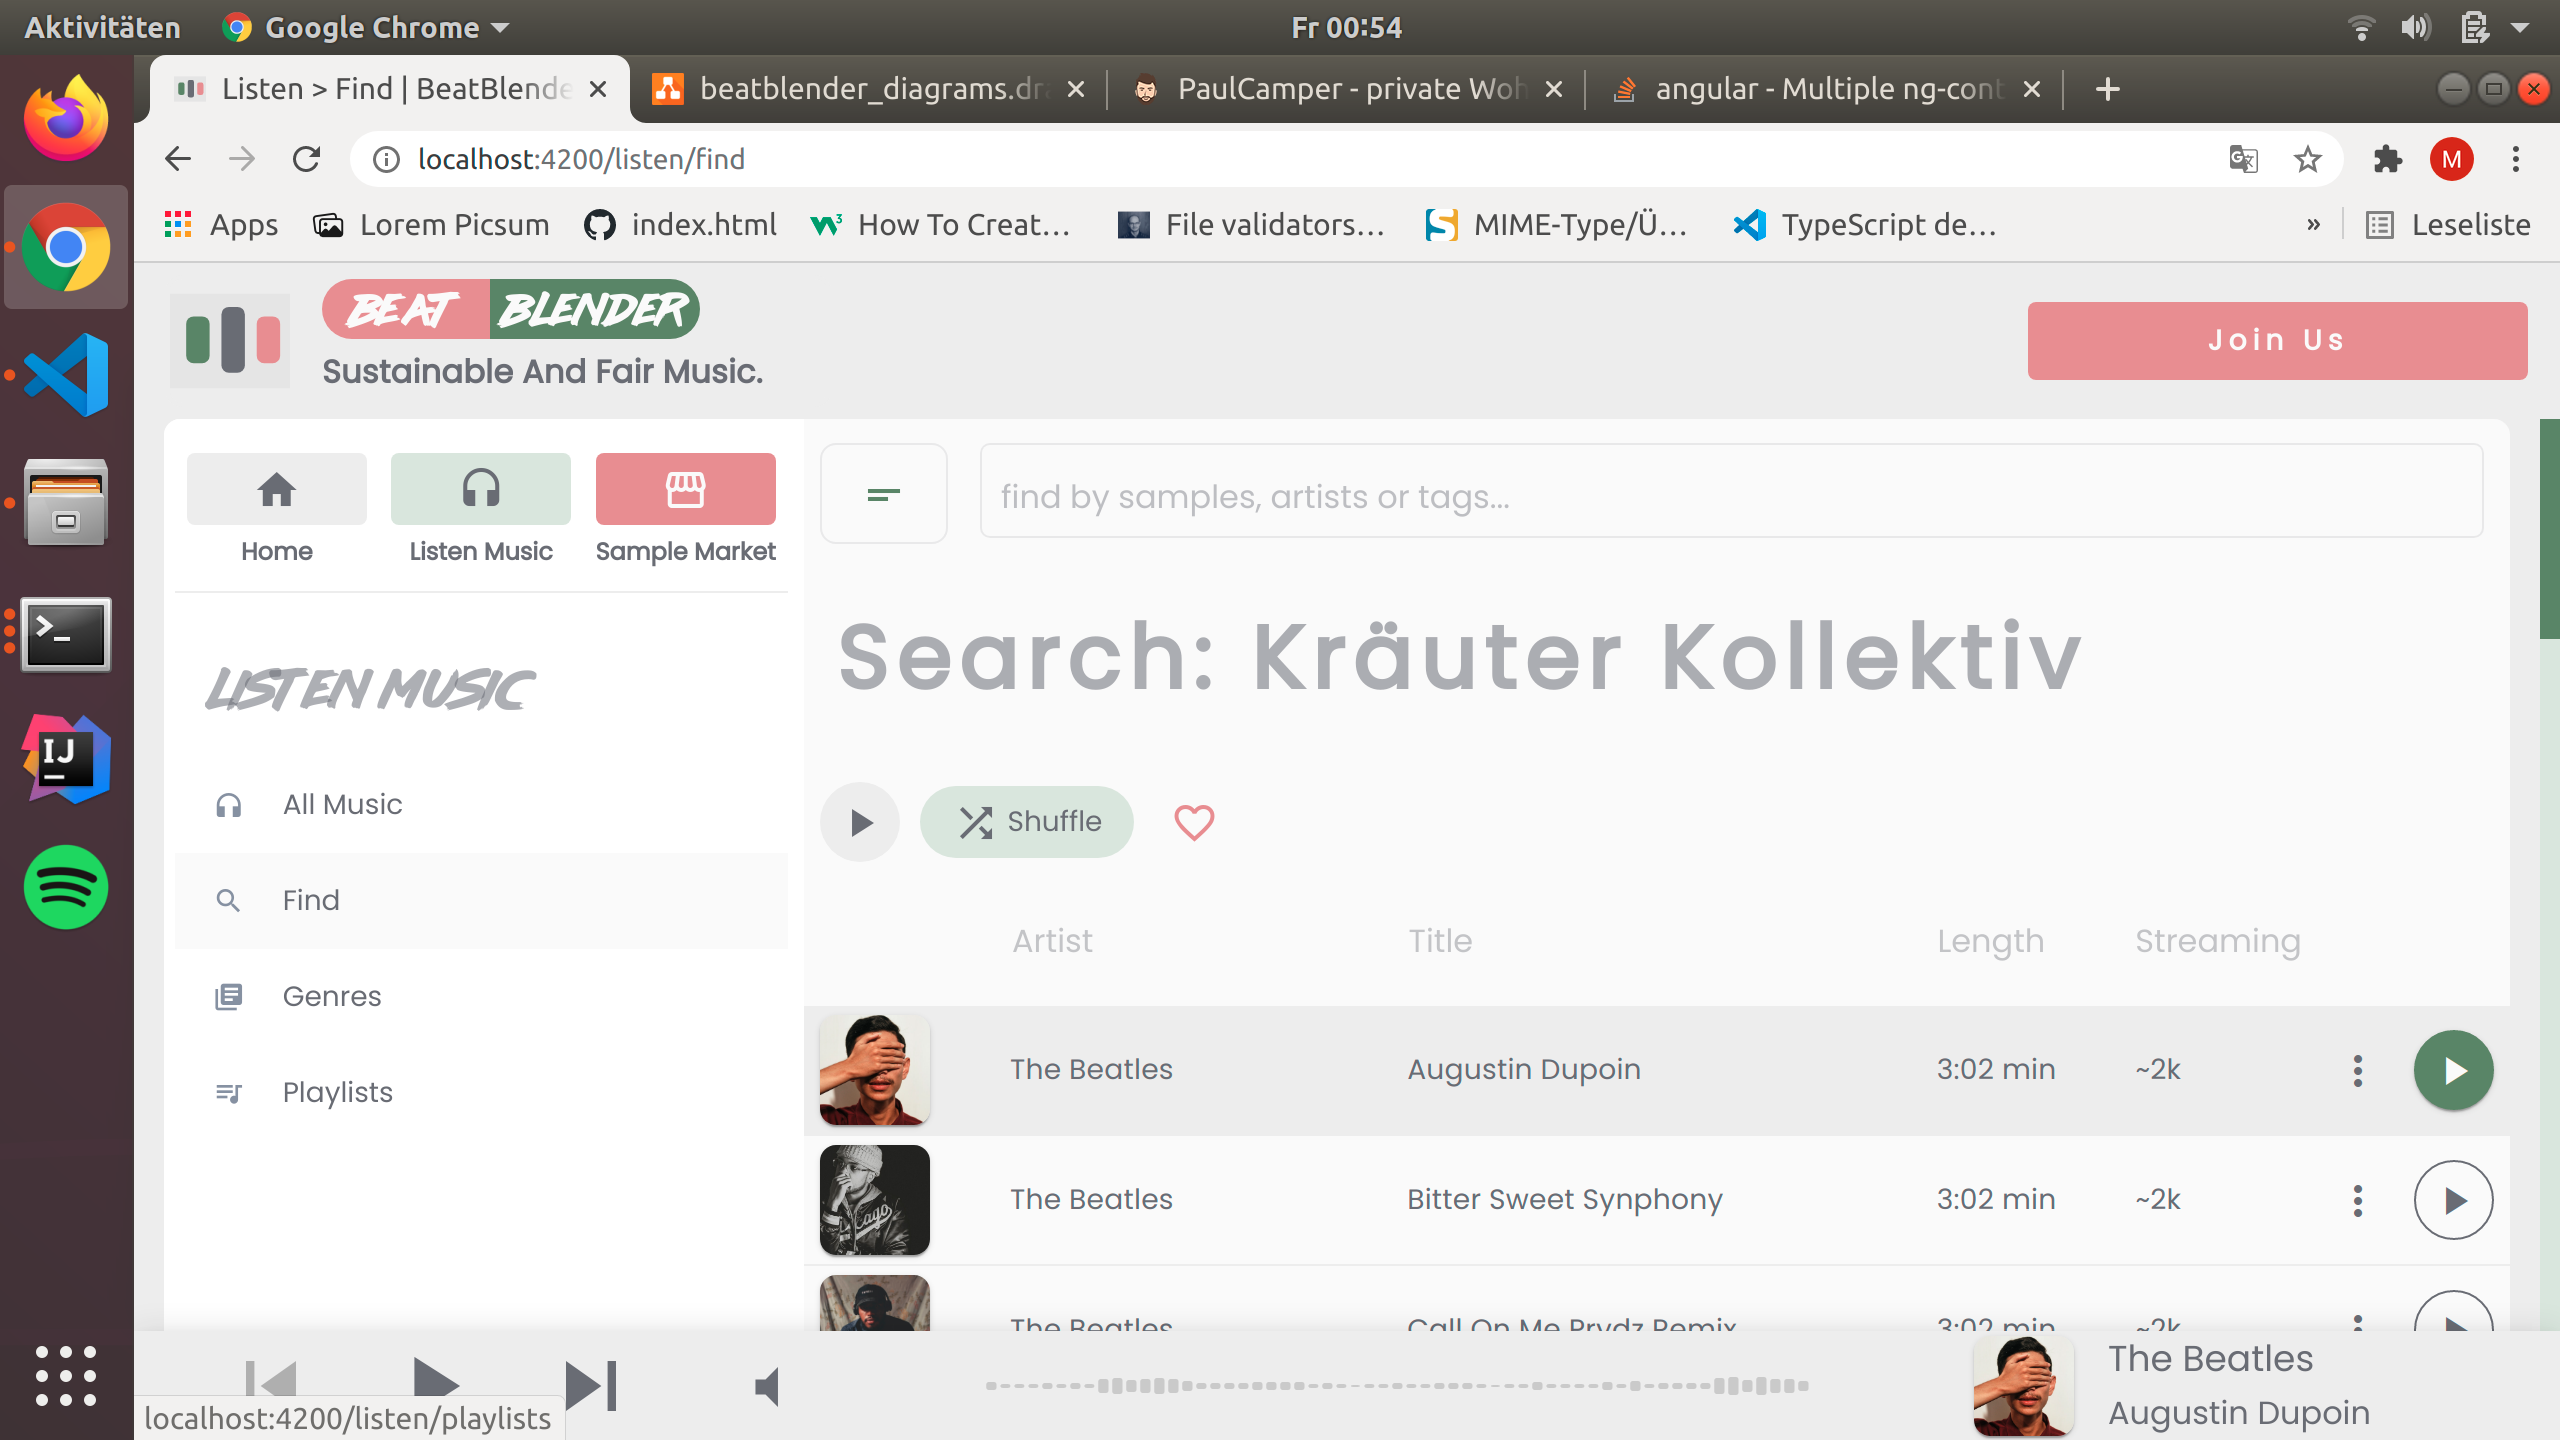 Aktivitäten
Google Chrome
Fr 00:54
Listen > Find | BeatBlende
beatblender_diagrams.dra
PaulCamper - private Woh
angular - Multiple ng-cont
localhost:4200/listen/find
M
Apps
Lorem Picsum
index.html
How To Creat…
File validators…
MIME-Type/Ü…
TypeScript de…
»
Leseliste
BEAT BLENDER
Sustainable And Fair Music.
Join Us
Home
Listen Music
Sample Market
find by samples, artists or tags...
Search: Kräuter Kollektiv
LISTEN MUSIC
All Music
Find
Genres
Playlists
Shuffle
Artist Title Length Streaming
The Beatles Augustin Dupoin 3:02 min ~2k
The Beatles Bitter Sweet Synphony 3:02 min ~2k
The Beatles Call On Me Prydz Remix 3:02 min ~2k
The Beatles
Augustin Dupoin
localhost:4200/listen/playlists
IJ